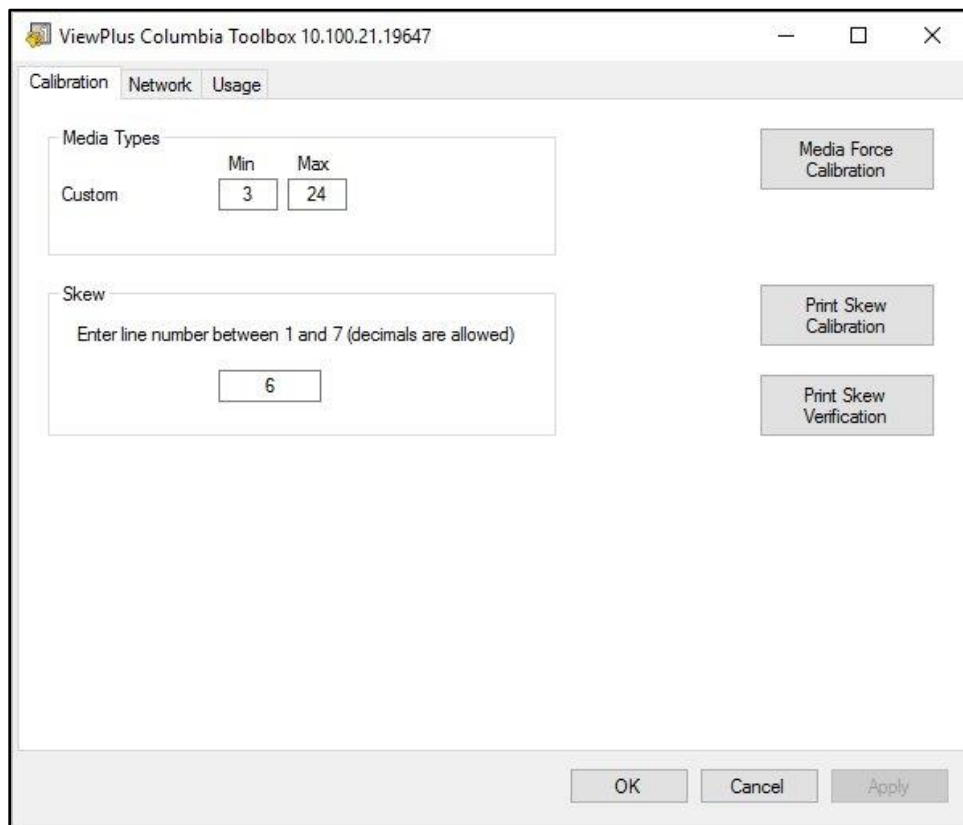 ViewPlus Columbia Toolbox 10.100.21.19647
Calibration Network Usage
Media Types
Min Max
Custom 3 24
Media Force
Calibration
Skew
Enter line number between 1 and 7 (decimals are allowed)
6
Print Skew
Calibration
Print Skew
Verification
OK Cancel Apply